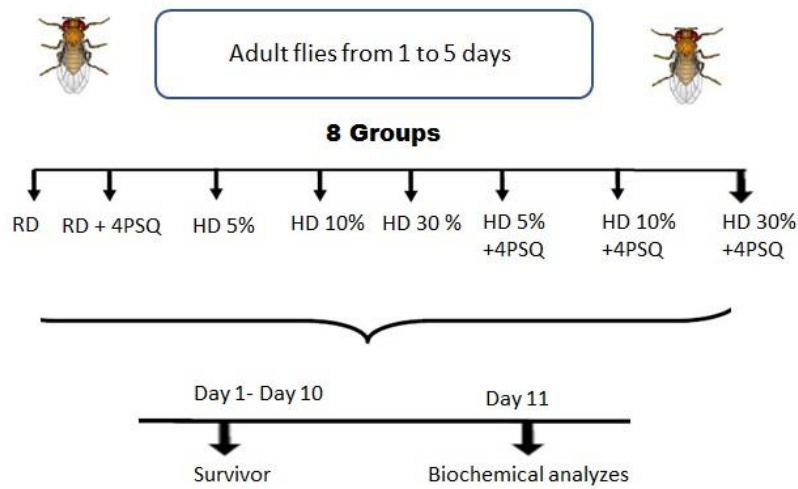 Adult flies from 1 to 5 days
8 Groups
RD
RD + 4PSQ
HD 5%
HD 10%
HD 30 %
HD 5%
+4PSQ
HD 10%
+4PSQ
HD 30%
+4PSQ
Day 1- Day 10
Day 11
Survivor
Biochemical analyzes